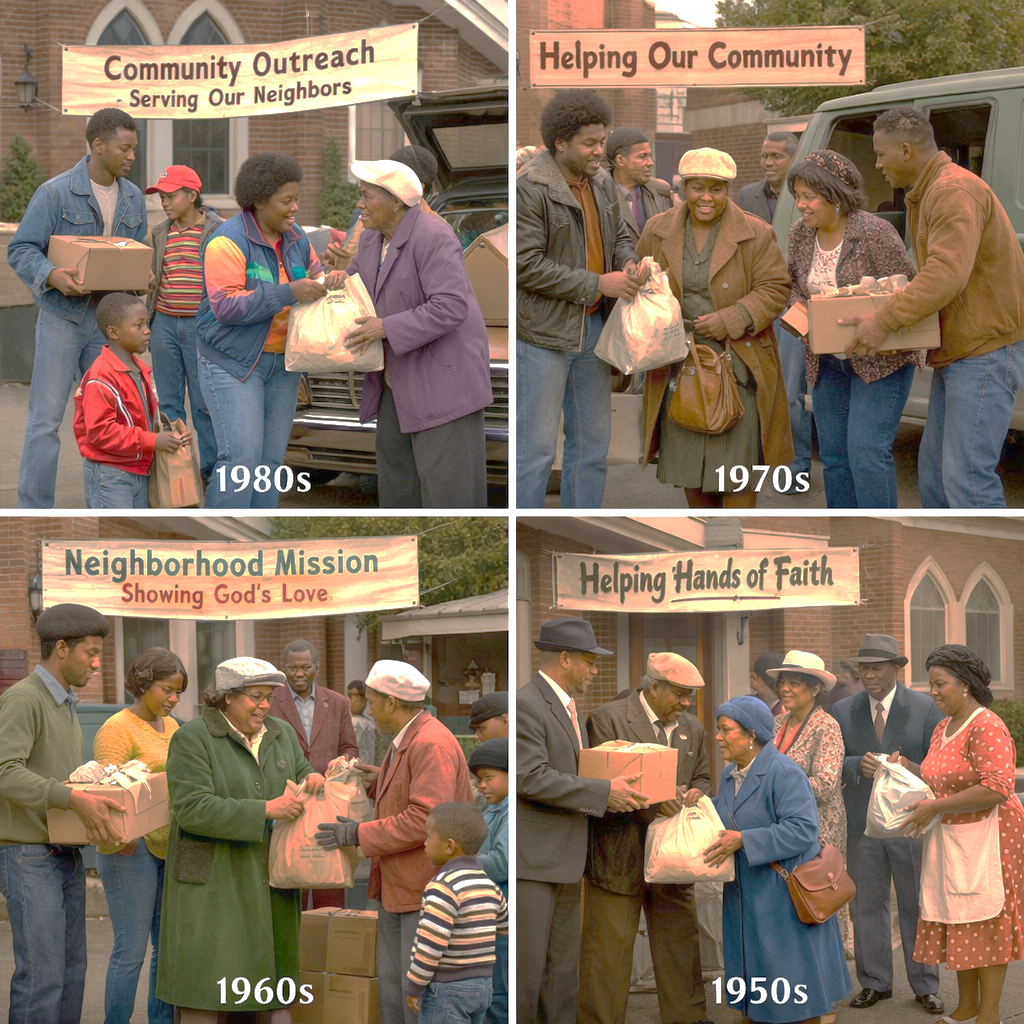 Community Outreach
- Serving Our Neighbors
1980s
Helping Our Community
1970s
Neighborhood Mission
Showing God's Love
1960s
Helping Hands of Faith
1950s